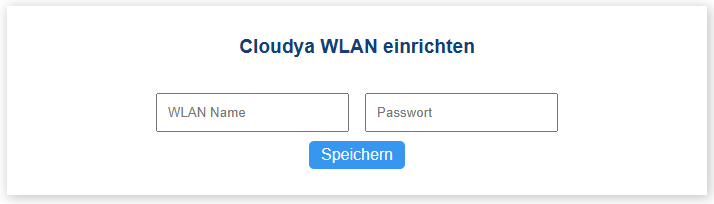 Cloudya WLAN einrichten
WLAN Name Passwort
Speichern